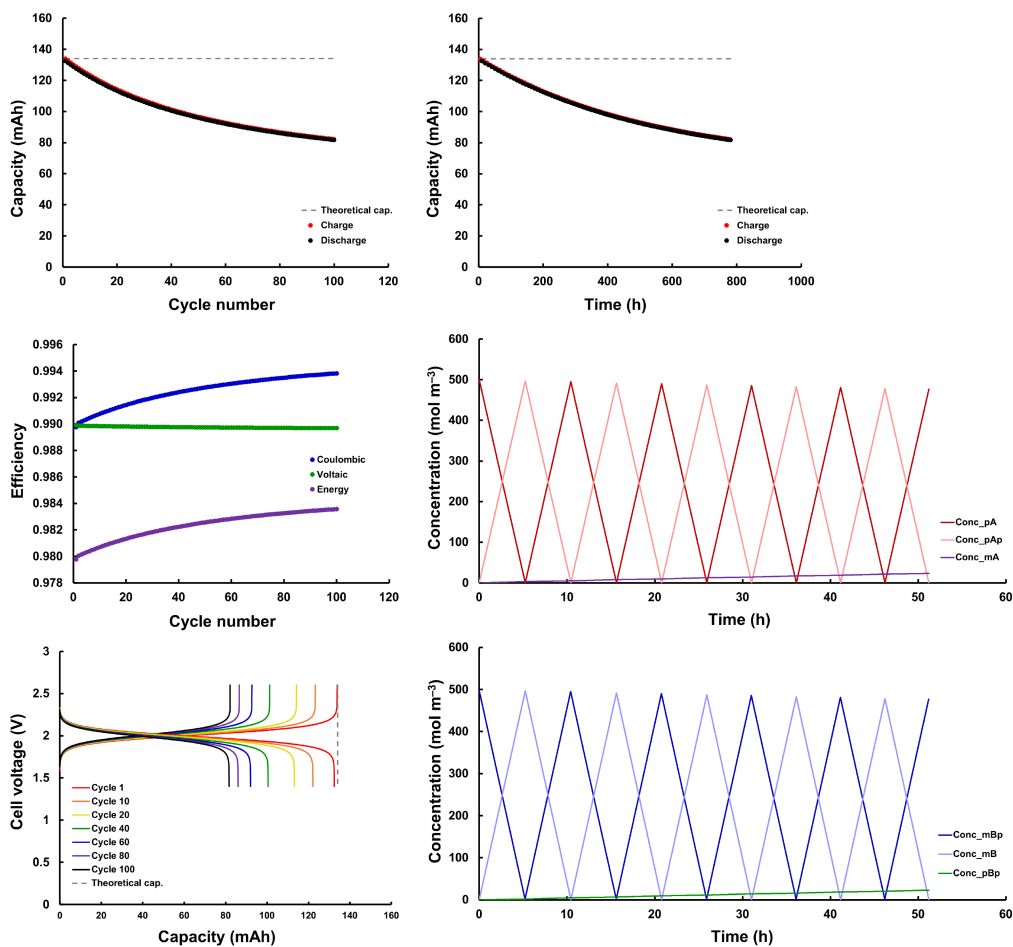 160
140
120
100
80
60
40
20
0
Capacity (mAh)
Theoretical cap.
Charge
Discharge
0 20 40 60 80 100 120
Cycle number
160
140
120
100
80
60
40
20
0
Capacity (mAh)
Theoretical cap.
Charge
Discharge
0 200 400 600 800 1000
Time (h)
0.996
0.994
0.992
0.990
0.988
0.986
0.984
0.982
0.980
0.978
Efficiency
Coulombic
Voltaic
Energy
0 20 40 60 80 100 120
Cycle number
600
500
400
300
200
100
0
Concentration (mol m⁻³)
Conc_pA
Conc_pAp
Conc_mA
0 10 20 30 40 50 60
Time (h)
3
2.5
2
1.5
1
0.5
0
Cell voltage (V)
Cycle 1
Cycle 10
Cycle 20
Cycle 40
Cycle 60
Cycle 80
Cycle 100
Theoretical cap.
0 20 40 60 80 100 120 140 160
Capacity (mAh)
600
500
400
300
200
100
0
Concentration (mol m⁻³)
Conc_mBp
Conc_mB
Conc_pBp
0 10 20 30 40 50 60
Time (h)